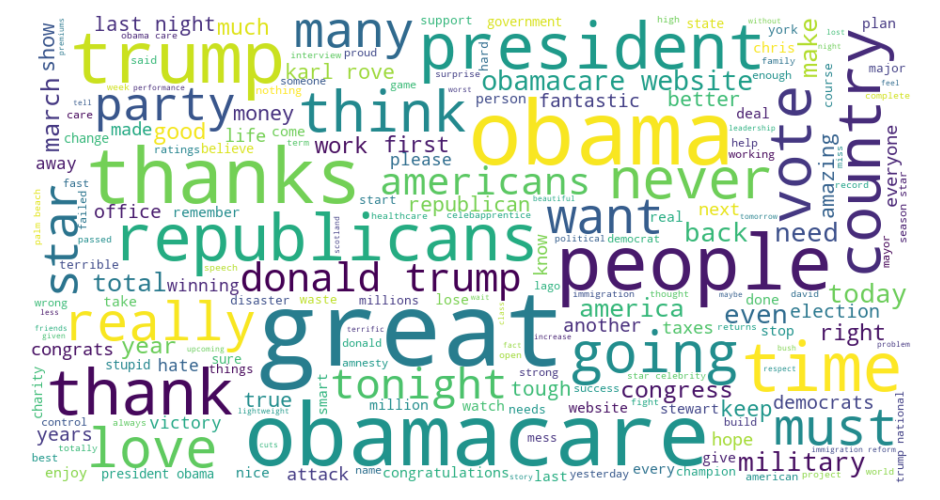 last night
much
many
support
government
high
state
without
york
lost
plan
premiums
obama care
said
interview
proud
president
chris
night
make
major
march
show
trump
someone
karl rove
hard
obamacare website
enough
family
feel
week
performance
nothing
game
surprise
worst
better
course
complete
tell
party
money
think
person
fantastic
obama
deal
vote
country
care
change
made
good
ratings
life
believe
come
term
work first
please
leadership
help
working
miss
amazing
everyone
away
thanks
americans
never
record
season star
star
fast
failed
office
remember
start
republican
beautiful
want
real
next
tomorrow
back
need
palm beach
passed
healthcare
celebapprentice
republicans
scotland
know
political
democrat
mayor
terrible
speech
total
winning
donald trump
lago
people
immigration
thought
maybe
david
today
wrong
less
take
disaster
waste
millions
lose
wait
america
done
returns
even
election
really
great
terrific
class
another
taxes
stop
bush
right
problem
friends
given
upcoming
congrats
year
sure
donald
fact
open
increase
going
time
respect
stupid
hate
things
amnesty
strong
star celebrity
thank
true
smart
tonight
tough
success
congress
charity
million
watch
needs
website
fight
stewart
keep
democrats
control
years
always
victory
lightweight
obamacare
mess
build
must
trump national
best
totally
love
cuts
hope
immigration reform
enjoy
president obama
nice
attack
name
congratulations
story
last
yesterday
every
champion
give
american
military
project
world